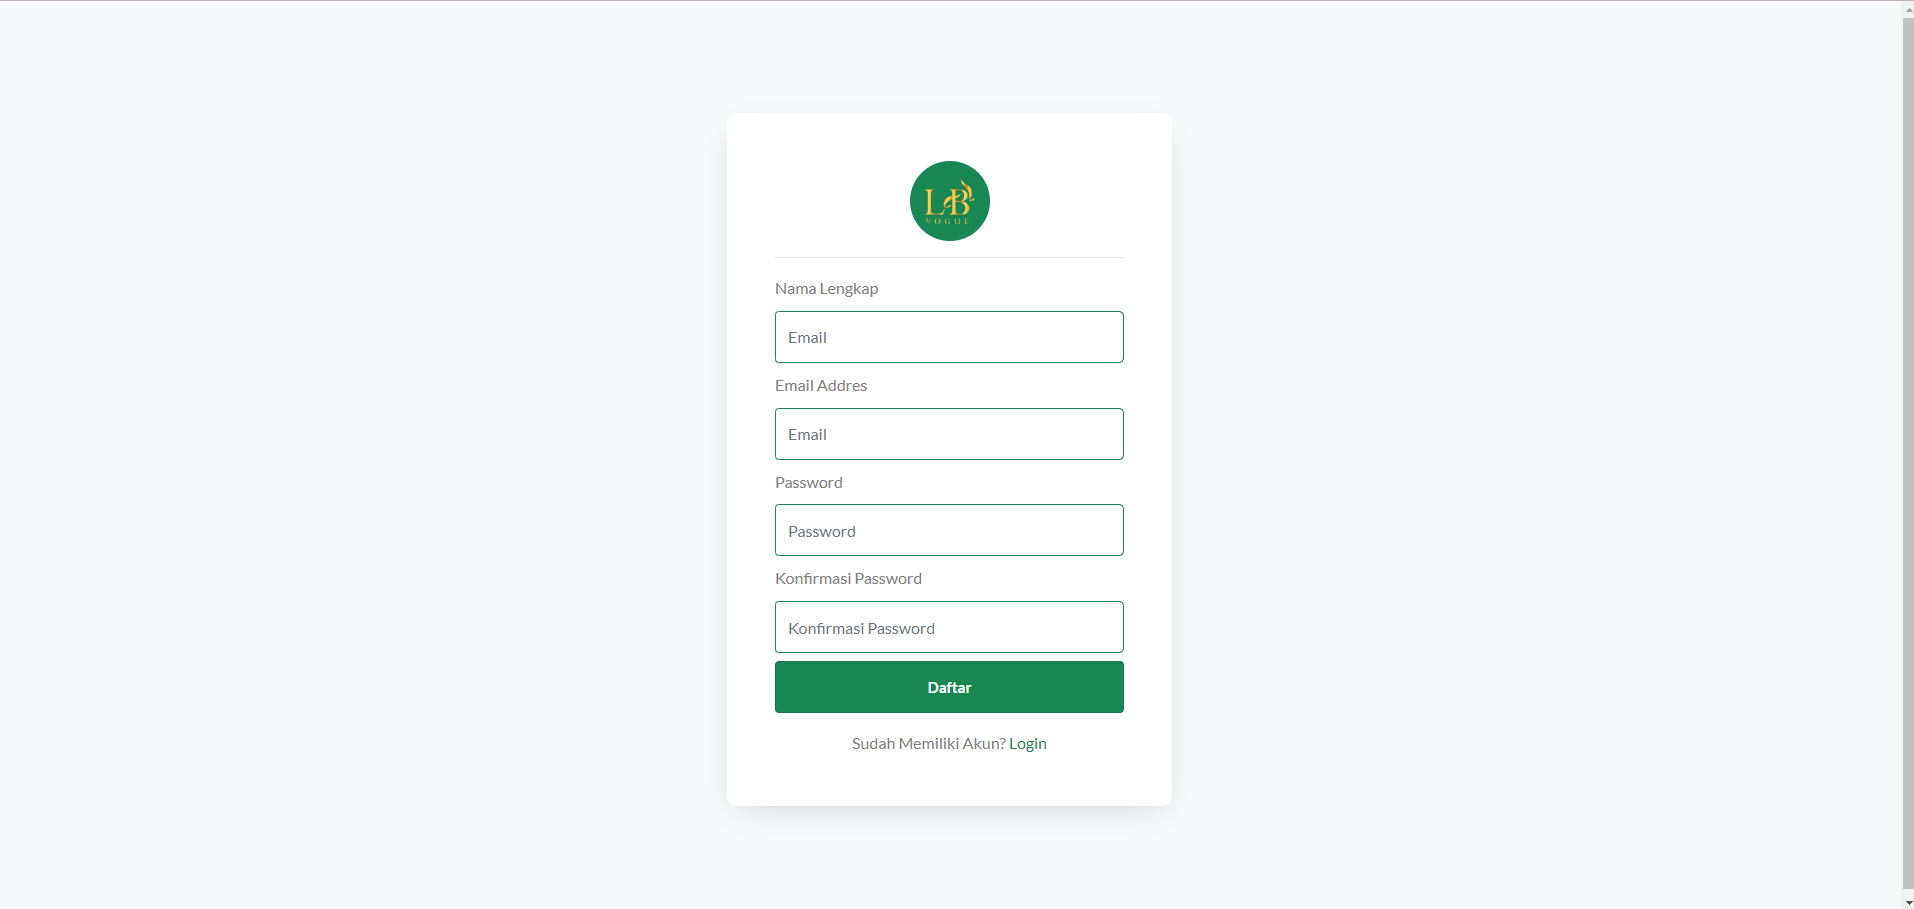 LB
VOGUE
Nama Lengkap
Email
Email Addres
Email
Password
Password
Konfirmasi Password
Konfirmasi Password
Daftar
Sudah Memiliki Akun? Login